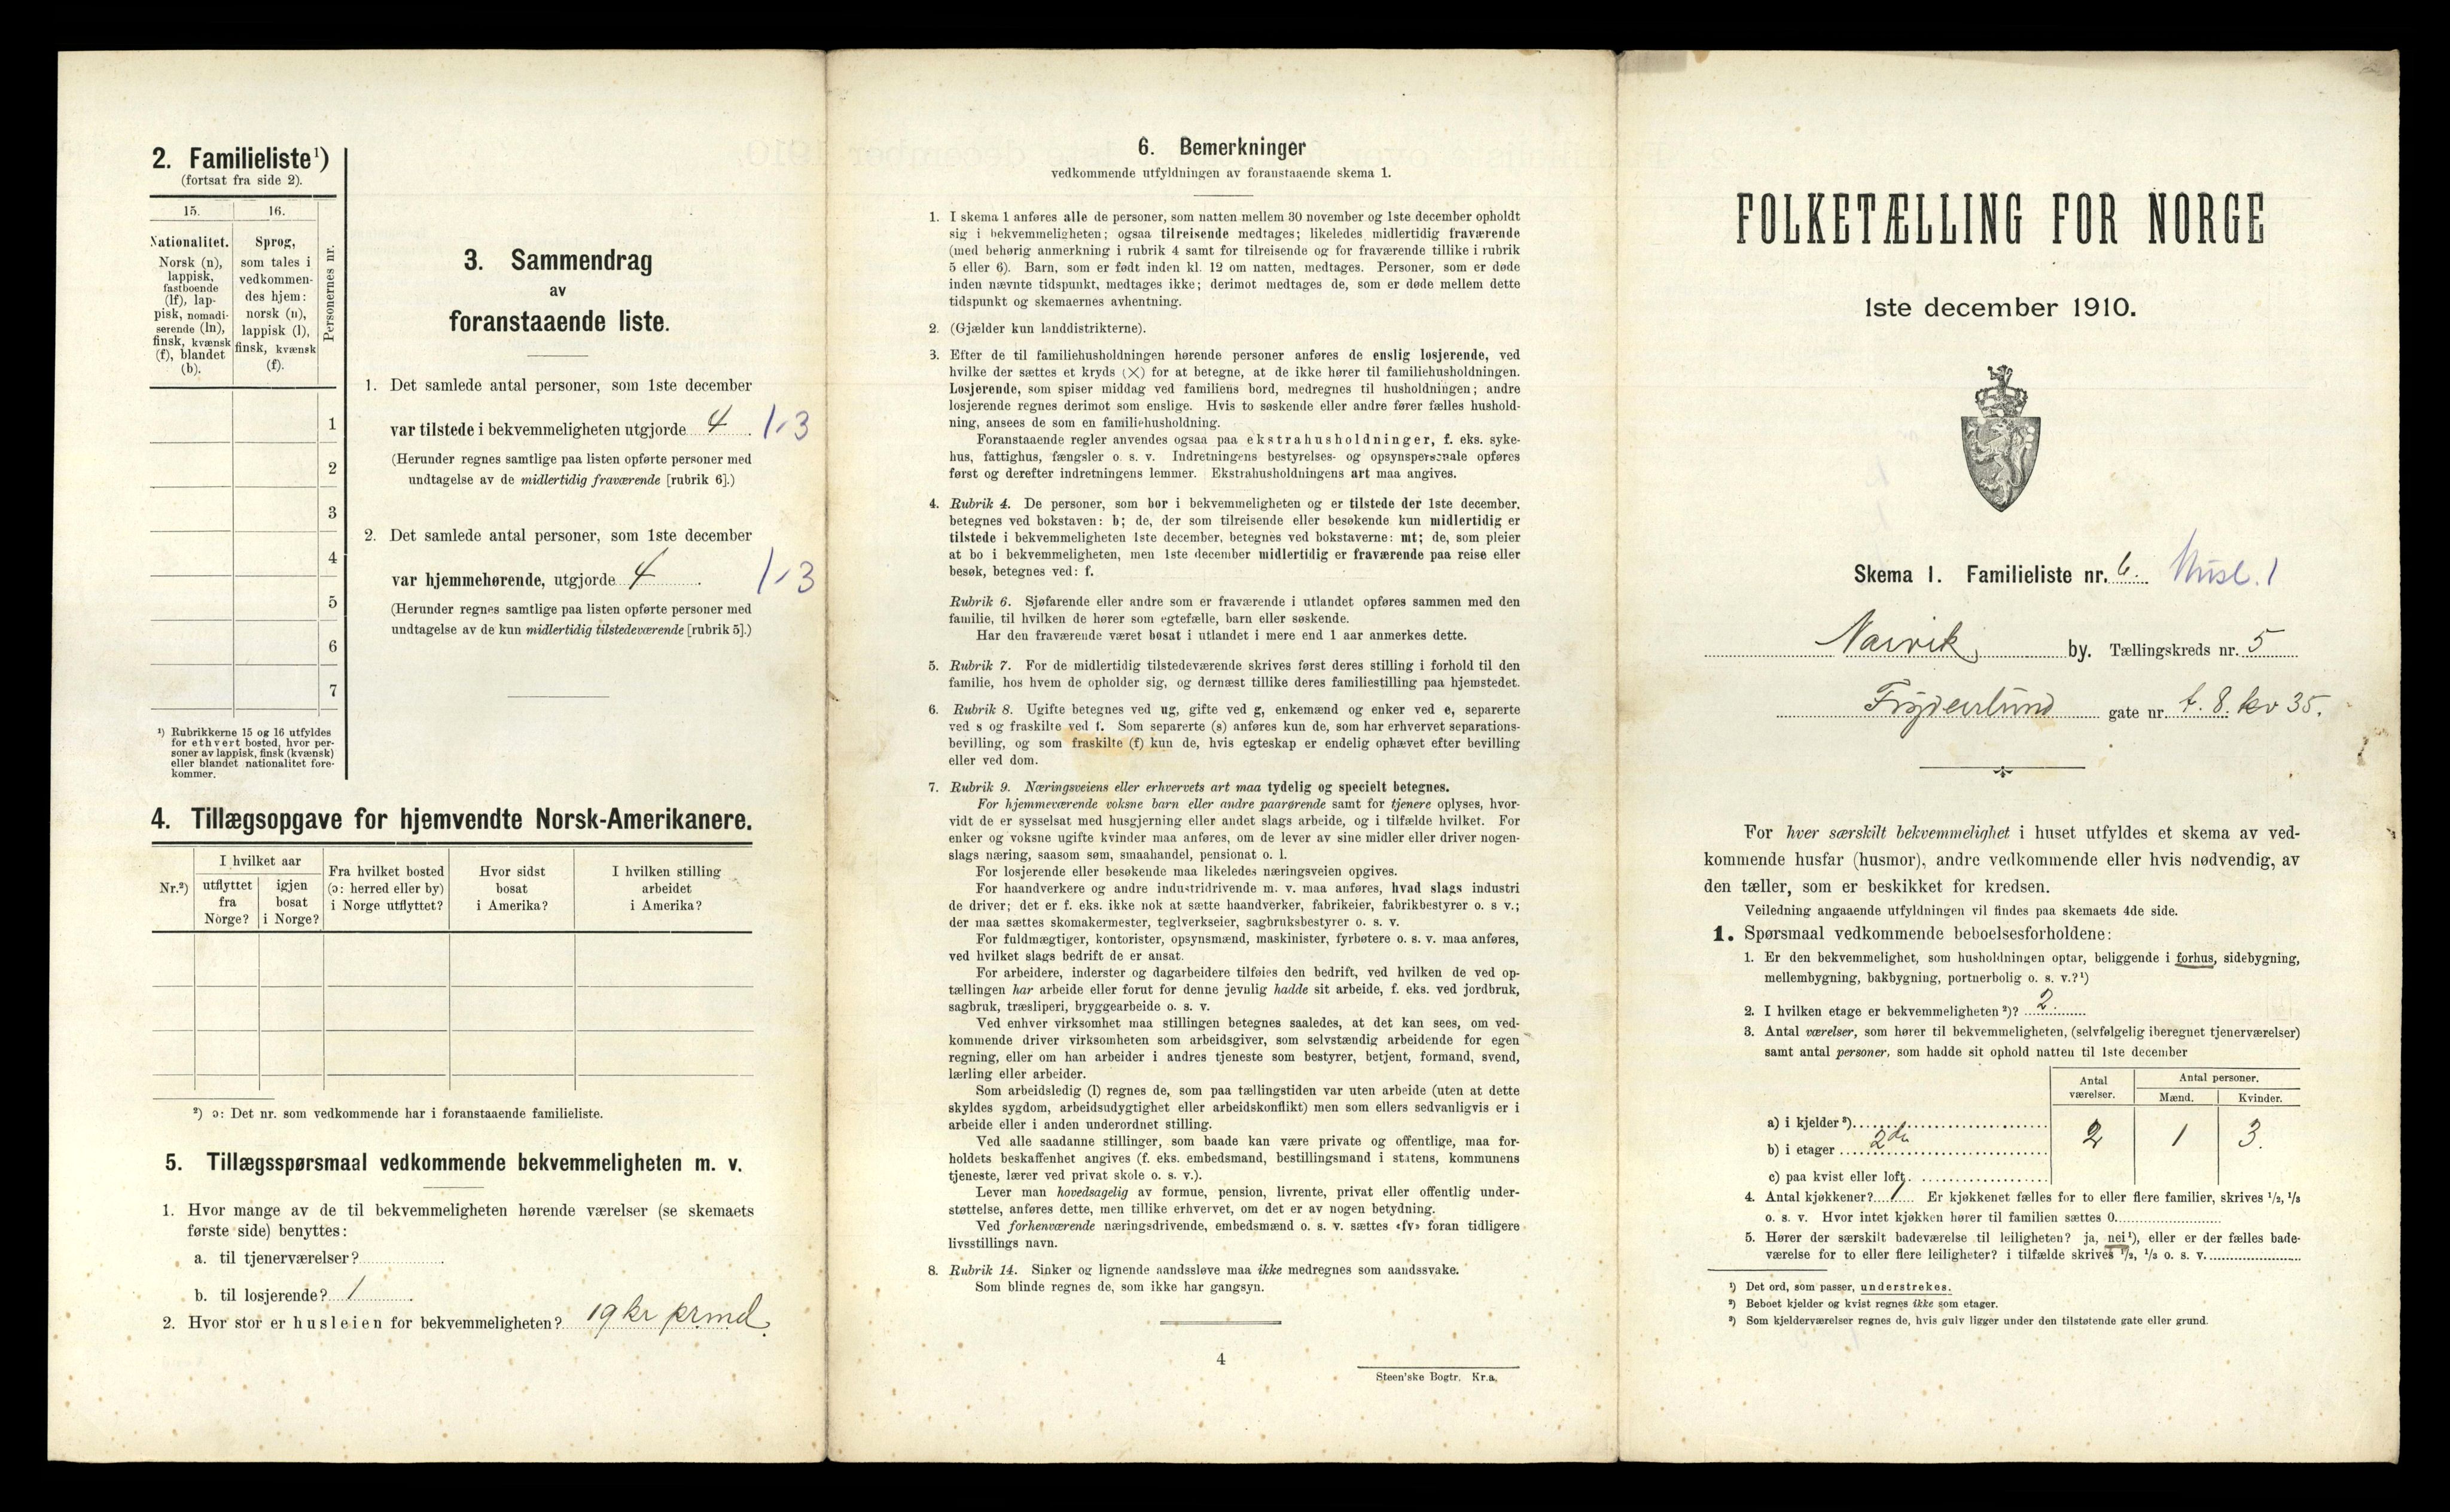 2. Familieliste¹)
(fortsat fra side 2).
15.
16.
Personernes nr.
Nationalitet.
Norsk (n),
lappisk,
fastboende
(lf), lap-
pisk, nomadi-
serende (ln),
finsk, kvænsk
(f), blandet
(b).
Sprog,
som tales i
vedkommen-
des hjem:
norsk (n),
lappisk (l),
finsk, kvænsk
(f).
1
2
3
4
5
6
7
¹) Rubrikkerne 15 og 16 utfyldes
for ethvert bosted, hvor per-
soner av lappisk, finsk (kvænsk)
eller blandet nationalitet fore-
kommer.
3. Sammendrag
av
foranstaaende liste.
1. Det samlede antal personer, som 1ste december
var tilstede i bekvemmeligheten utgjorde 4. 1-3
(Herunder regnes samtlige paa listen opførte personer med
undtagelse av de midlertidig fraværende [rubrik 6].)
2. Det samlede antal personer, som 1ste december
var hjemmehørende, utgjorde 4. 1-3
(Herunder regnes samtlige paa listen opførte personer med
undtagelse av de kun midlertidig tilstedeværende [rubrik 5].)
4. Tillægsopgave for hjemvendte Norsk-Amerikanere.
Nr.²)
I hvilket aar
utflyttet
fra
Norge?
igjen
bosat
i Norge?
Fra hvilket bosted
(ɔ: herred eller by)
i Norge utflyttet?
Hvor sidst
bosat
i Amerika?
I hvilken stilling
arbeidet
i Amerika?
²) ɔ: Det nr. som vedkommende har i foranstaaende familieliste.
5. Tillægsspørsmaal vedkommende bekvemmeligheten m. v.
1. Hvor mange av de til bekvemmeligheten hørende værelser (se skemaets
første side) benyttes:
a. til tjenerværelser?
b. til losjerende? 1
2. Hvor stor er husleien for bekvemmeligheten? 19 kr pr. md.
6. Bemerkninger
vedkommende utfyldningen av foranstaaende skema 1.
1. I skema 1 anføres alle de personer, som natten mellem 30 november og 1ste december opholdt
sig i bekvemmeligheten; ogsaa tilreisende medtages; likeledes midlertidig fraværende
(med behørig anmerkning i rubrik 4 samt for tilreisende og for fraværende tillike i rubrik
5 eller 6). Barn, som er født inden kl. 12 om natten, medtages. Personer, som er døde
inden nævnte tidspunkt, medtages ikke; derimot medtages de, som er døde mellem dette
tidspunkt og skemaernes avhentning.
2. (Gjælder kun landdistrikterne).
3. Efter de til familiehusholdningen hørende personer anføres de enslig losjerende, ved
hvilke der sættes et kryds (×) for at betegne, at de ikke hører til familiehusholdningen.
Losjerende, som spiser middag ved familiens bord, medregnes til husholdningen; andre
losjerende regnes derimot som enslige. Hvis to søskende eller andre fører fælles hushold-
ning, ansees de som en familiehusholdning.
Foranstaaende regler anvendes ogsaa paa ekstrahusholdninger, f. eks. syke-
hus, fattighus, fængsler o. s. v. Indretningens bestyrelses- og opsynspersonale opføres
først og derefter indretningens lemmer. Ekstrahusholdningens art maa angives.
4. Rubrik 4. De personer, som bor i bekvemmeligheten og er tilstede der 1ste december.
betegnes ved bokstaven: b; de, der som tilreisende eller besøkende kun midlertidig er
tilstede i bekvemmeligheten 1ste december, betegnes ved bokstaverne: mt; de, som pleier
at bo i bekvemmeligheten, men 1ste december midlertidig er fraværende paa reise eller
besøk, betegnes ved: f.
Rubrik 6. Sjøfarende eller andre som er fraværende i utlandet opføres sammen med den
familie, til hvilken de hører som egtefælle, barn eller søskende.
Har den fraværende været bosat i utlandet i mere end 1 aar anmerkes dette.
5. Rubrik 7. For de midlertidig tilstedeværende skrives først deres stilling i forhold til den
familie, hos hvem de opholder sig, og dernæst tillike deres familiestilling paa hjemstedet.
6. Rubrik 8. Ugifte betegnes ved ug, gifte ved g, enkemænd og enker ved e, separerte
ved s og fraskilte ved f. Som separerte (s) anføres kun de, som har erhvervet separations-
bevilling, og som fraskilte (f) kun de, hvis egteskap er endelig ophævet efter bevilling
eller ved dom.
7. Rubrik 9. Næringsveiens eller erhvervets art maa tydelig og specielt betegnes.
For hjemmeværende voksne barn eller andre paarørende samt for tjenere oplyses, hvor-
vidt de er sysselsat med husgjerning eller andet slags arbeide, og i tilfælde hvilket. For
enker og voksne ugifte kvinder maa anføres, om de lever av sine midler eller driver nogen-
slags næring, saasom søm, smaahandel, pensionat o. l.
For losjerende eller besøkende maa likeledes næringsveien opgives.
For haandverkere og andre industridrivende m. v. maa anføres, hvad slags industri
de driver; det er f. eks. ikke nok at sætte haandverker, fabrikeier, fabrikbestyrer o. s v.;
der maa sættes skomakermester, teglverkseier, sagbruksbestyrer o. s. v.
For fuldmægtiger, kontorister, opsynsmænd, maskinister, fyrbøtere o. s. v. maa anføres,
ved hvilket slags bedrift de er ansat.
For arbeidere, inderster og dagarbeidere tilføies den bedrift, ved hvilken de ved op-
tællingen har arbeide eller forut for denne jevnlig hadde sit arbeide, f. eks. ved jordbruk,
sagbruk, træsliperi, bryggearbeide o. s. v.
Ved enhver virksomhet maa stillingen betegnes saaledes, at det kan sees, om ved-
kommende driver virksomheten som arbeidsgiver, som selvstændig arbeidende for egen
regning, eller om han arbeider i andres tjeneste som bestyrer, betjent, formand, svend,
lærling eller arbeider.
Som arbeidsledig (l) regnes de, som paa tællingstiden var uten arbeide (uten at dette
skyldes sygdom, arbeidsudygtighet eller arbeidskonflikt) men som ellers sedvanligvis er i
arbeide eller i anden underordnet stilling.
Ved alle saadanne stillinger, som baade kan være private og offentlige, maa for-
holdets beskaffenhet angives (f. eks. embedsmand, bestillingsmand i statens, kommunens
tjeneste, lærer ved privat skole o. s. v.).
Lever man hovedsagelig av formue, pension, livrente, privat eller offentlig under-
støttelse, anføres dette, men tillike erhvervet, om det er av nogen betydning.
Ved forhenværende næringsdrivende, embedsmænd o. s. v. sættes «fv» foran tidligere
livsstillings navn.
8. Rubrik 14. Sinker og lignende aandssløve maa ikke medregnes som aandssvake.
Som blinde regnes de, som ikke har gangsyn.
4
Steen'ske Bogtr. Kr.a.
FOLKETÆLLING FOR NORGE
1ste december 1910.
Skema 1. Familieliste nr. 6. Husl. 1
Narvik by. Tællingskreds nr. 5
Frydenlund gate nr. t. 8. kv 35.
For hver særskilt bekvemmelighet i huset utfyldes et skema av ved-
kommende husfar (husmor), andre vedkommende eller hvis nødvendig, av
den tæller, som er beskikket for kredsen.
Veiledning angaaende utfyldningen vil findes paa skemaets 4de side.
1. Spørsmaal vedkommende beboelsesforholdene:
1. Er den bekvemmelighet, som husholdningen optar, beliggende i forhus, sidebygning,
mellembygning, bakbygning, portnerbolig o. s. v.?¹)
2. I hvilken etage er bekvemmeligheten²)? 2.
3. Antal værelser, som hører til bekvemmeligheten, (selvfølgelig iberegnet tjenerværelser)
samt antal personer, som hadde sit ophold natten til 1ste december
Antal
værelser.
Antal personer.
Mænd.
Kvinder.
a) i kjelder³)
b) i etager 2den 2 1 3.
c) paa kvist eller loft
4. Antal kjøkkener? 1 Er kjøkkenet fælles for to eller flere familier, skrives ¹/₂, ¹/₃
o. s. v. Hvor intet kjøkken hører til familien sættes 0.
5. Hører der særskilt badeværelse til leiligheten? ja, nei¹), eller er der fælles bade-
værelse for to eller flere leiligheter? i tilfælde skrives ¹/₂, ¹/₃ o. s. v.
¹) Det ord, som passer, understrekes.
²) Beboet kjelder og kvist regnes ikke som etager.
³) Som kjelderværelser regnes de, hvis gulv ligger under den tilstøtende gate eller grund.